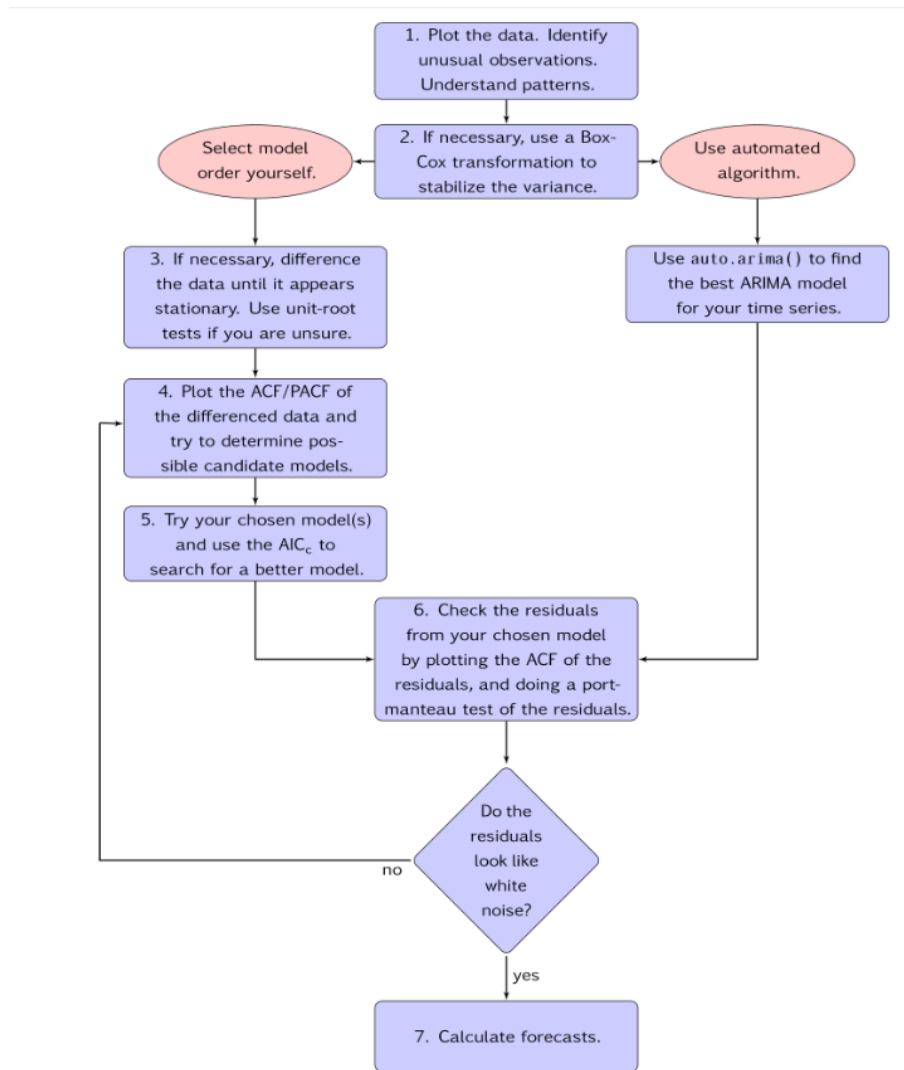 1. Plot the data. Identify
unusual observations.
Understand patterns.
Select model
order yourself.
2. If necessary, use a Box-
Cox transformation to
stabilize the variance.
Use automated
algorithm.
3. If necessary, difference
the data until it appears
stationary. Use unit-root
tests if you are unsure.
Use auto.arima() to find
the best ARIMA model
for your time series.
4. Plot the ACF/PACF of
the differenced data and
try to determine pos-
sible candidate models.
5. Try your chosen model(s)
and use the AICc to
search for a better model.
6. Check the residuals
from your chosen model
by plotting the ACF of the
residuals, and doing a port-
manteau test of the residuals.
Do the
residuals
look like
white
noise?
no
yes
7. Calculate forecasts.